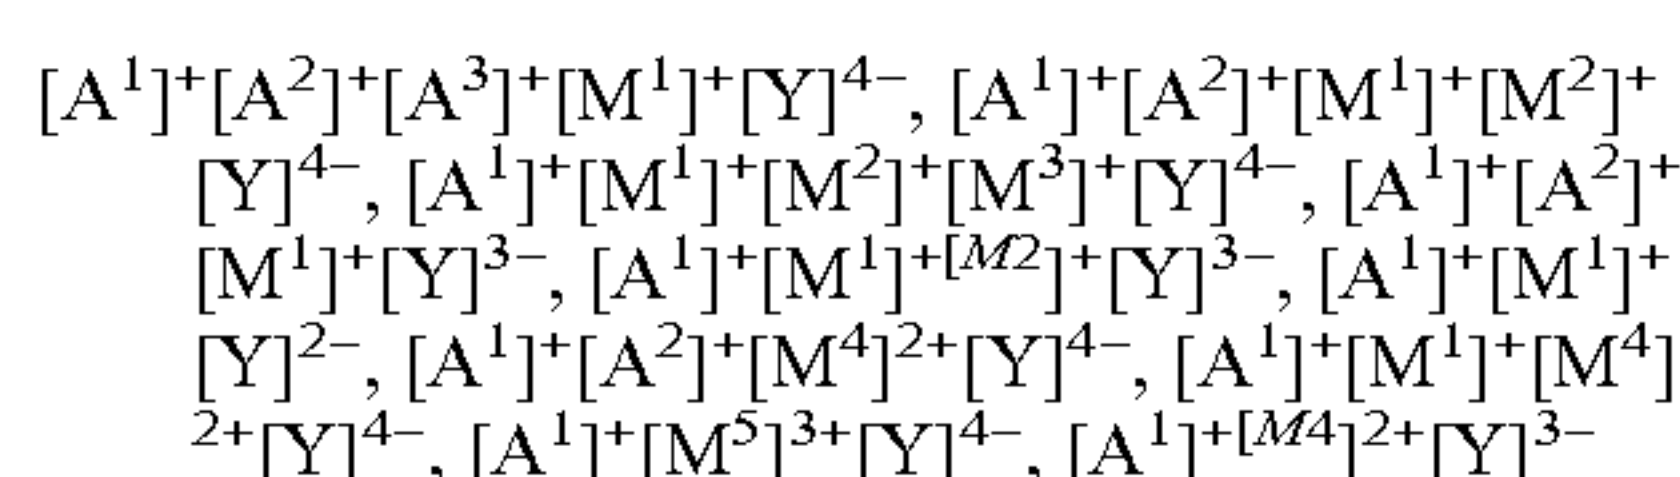 [A¹]⁺[A²]⁺[A³]⁺[M¹]⁺[Y]⁴⁻, [A¹]⁺[A²]⁺[M¹]⁺[M²]⁺
[Y]⁴⁻, [A¹]⁺[M¹]⁺[M²]⁺[M³]⁺[Y]⁴⁻, [A¹]⁺[A²]⁺
[M¹]⁺[Y]³⁻, [A¹]⁺[M¹]⁺[ᴹ²]⁺[Y]³⁻, [A¹]⁺[M¹]⁺
[Y]²⁻, [A¹]⁺[A²]⁺[M⁴]²⁺[Y]⁴⁻, [A¹]⁺[M¹]⁺[M⁴]
²⁺[Y]⁴⁻, [A¹]⁺[M⁵]³⁺[Y]⁴⁻, [A¹]⁺[ᴹ⁴]²⁺[Y]³⁻